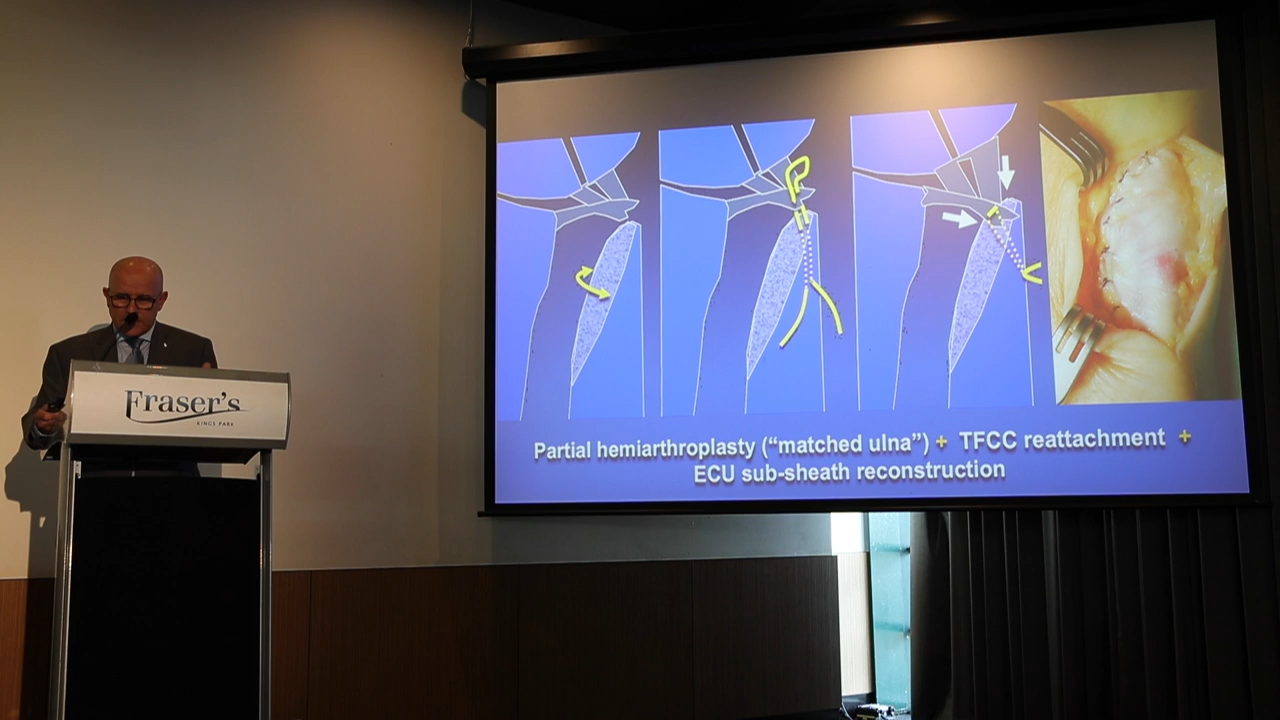 Fraser's
KINGS PARK
Partial hemiarthroplasty (“matched ulna”) + TFCC reattachment +
ECU sub-sheath reconstruction